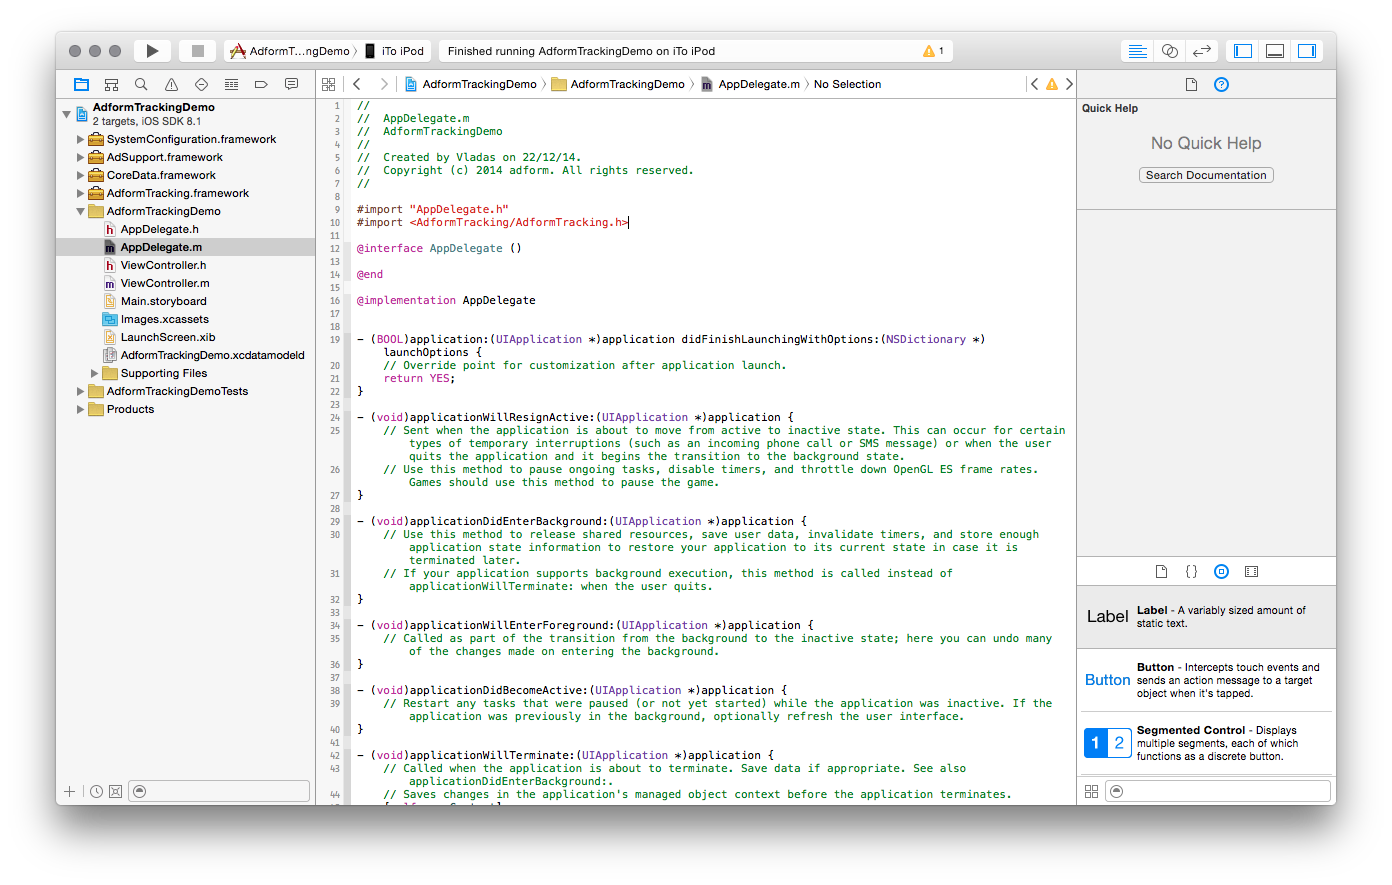 AdformT...ngDemo
iTo iPod
Finished running AdformTrackingDemo on iTo iPod
1
AdformTrackingDemo
AdformTrackingDemo
AppDelegate.m
No Selection
AdformTrackingDemo
2 targets, iOS SDK 8.1
SystemConfiguration.framework
AdSupport.framework
CoreData.framework
AdformTracking.framework
AdformTrackingDemo
h AppDelegate.h
m AppDelegate.m
h ViewController.h
m ViewController.m
Main.storyboard
Images.xcassets
LaunchScreen.xib
AdformTrackingDemo.xcdatamodeld
Supporting Files
AdformTrackingDemoTests
Products
1 //
2 //  AppDelegate.m
3 //  AdformTrackingDemo
4 //
5 //  Created by Vladas on 22/12/14.
6 //  Copyright (c) 2014 adform. All rights reserved.
7 //
8
9 #import "AppDelegate.h"
10 #import <AdformTracking/AdformTracking.h>
11
12 @interface AppDelegate ()
13
14 @end
15
16 @implementation AppDelegate
17
18
19 - (BOOL)application:(UIApplication *)application didFinishLaunchingWithOptions:(NSDictionary *)
launchOptions {
20 // Override point for customization after application launch.
21 return YES;
22 }
23
24 - (void)applicationWillResignActive:(UIApplication *)application {
25 // Sent when the application is about to move from active to inactive state. This can occur for certain
types of temporary interruptions (such as an incoming phone call or SMS message) or when the user
quits the application and it begins the transition to the background state.
26 // Use this method to pause ongoing tasks, disable timers, and throttle down OpenGL ES frame rates.
Games should use this method to pause the game.
27 }
28
29 - (void)applicationDidEnterBackground:(UIApplication *)application {
30 // Use this method to release shared resources, save user data, invalidate timers, and store enough
application state information to restore your application to its current state in case it is
terminated later.
31 // If your application supports background execution, this method is called instead of
applicationWillTerminate: when the user quits.
32 }
33
34 - (void)applicationWillEnterForeground:(UIApplication *)application {
35 // Called as part of the transition from the background to the inactive state; here you can undo many
of the changes made on entering the background.
36 }
37
38 - (void)applicationDidBecomeActive:(UIApplication *)application {
39 // Restart any tasks that were paused (or not yet started) while the application was inactive. If the
application was previously in the background, optionally refresh the user interface.
40 }
41
42 - (void)applicationWillTerminate:(UIApplication *)application {
43 // Called when the application is about to terminate. Save data if appropriate. See also
applicationDidEnterBackground:.
44 // Saves changes in the application's managed object context before the application terminates.
Quick Help
No Quick Help
Search Documentation
{}
Label
Label - A variably sized amount of
static text.
Button
Button - Intercepts touch events and
sends an action message to a target
object when it's tapped.
1 2
Segmented Control - Displays
multiple segments, each of which
functions as a discrete button.